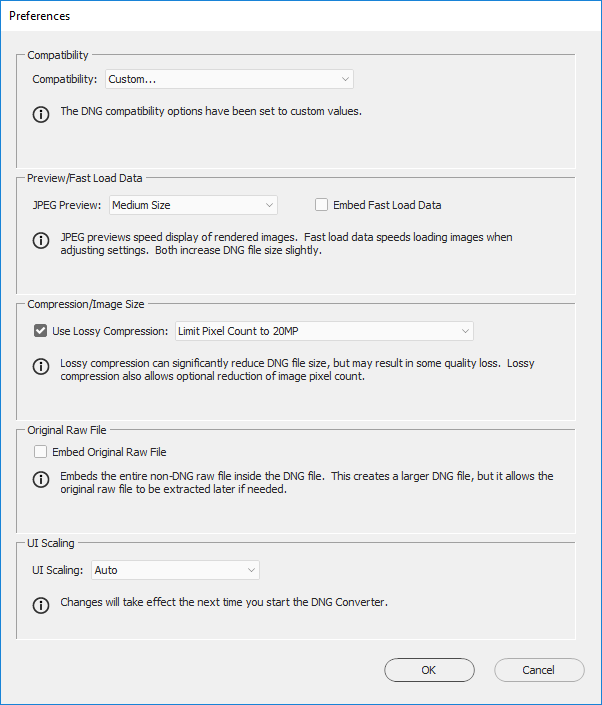 Preferences
Compatibility
Compatibility: Custom...
The DNG compatibility options have been set to custom values.
Preview/Fast Load Data
JPEG Preview: Medium Size Embed Fast Load Data
JPEG previews speed display of rendered images.  Fast load data speeds loading images when
adjusting settings.  Both increase DNG file size slightly.
Compression/Image Size
Use Lossy Compression: Limit Pixel Count to 20MP
Lossy compression can significantly reduce DNG file size, but may result in some quality loss.  Lossy
compression also allows optional reduction of image pixel count.
Original Raw File
Embed Original Raw File
Embeds the entire non-DNG raw file inside the DNG file.  This creates a larger DNG file, but it allows the
original raw file to be extracted later if needed.
UI Scaling
UI Scaling: Auto
Changes will take effect the next time you start the DNG Converter.
OK Cancel